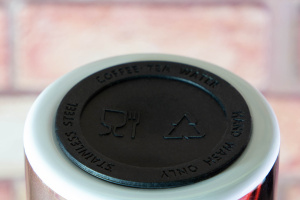 COFFEE·TEA WATER
HAND WASH ONLY
STAINLESS STEEL